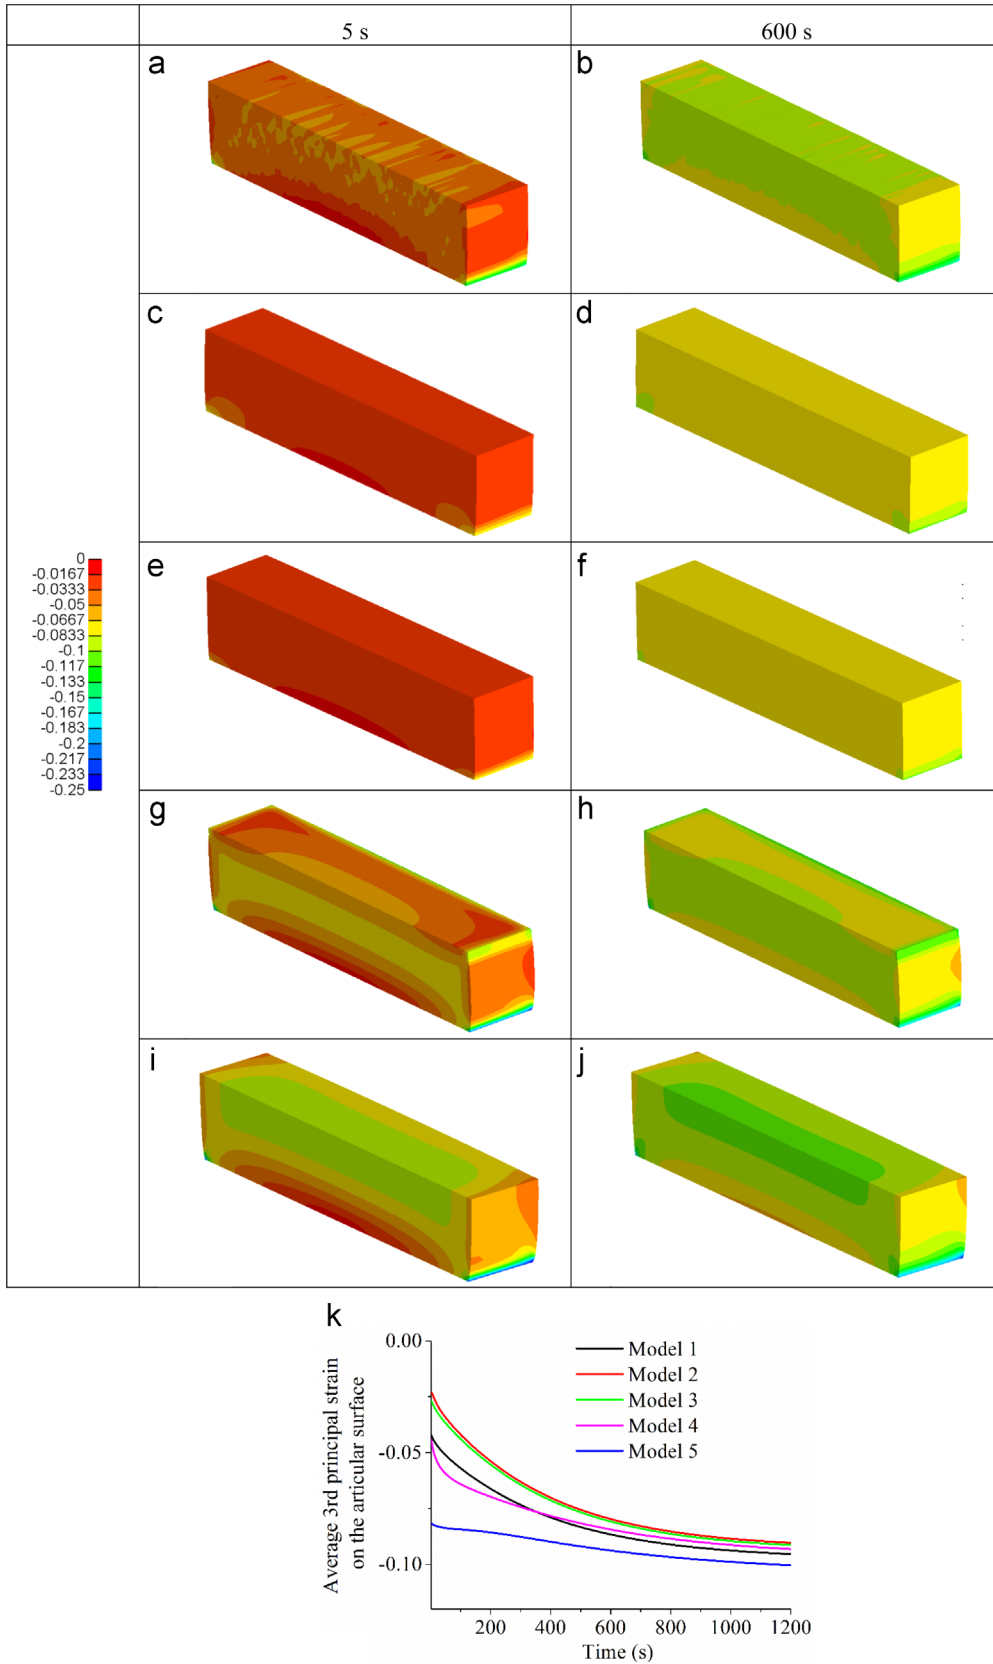 5 s
600 s
a
b
c
d
e
f
0
-0.0167
-0.0333
-0.05
-0.0667
-0.0833
-0.1
-0.117
-0.133
-0.15
-0.167
-0.183
-0.2
-0.217
-0.233
-0.25
g
h
i
j
k
Average 3rd principal strain
on the articular surface
0.00
-0.05
-0.10
Model 1
Model 2
Model 3
Model 4
Model 5
200
400
600
800
1000
1200
Time (s)